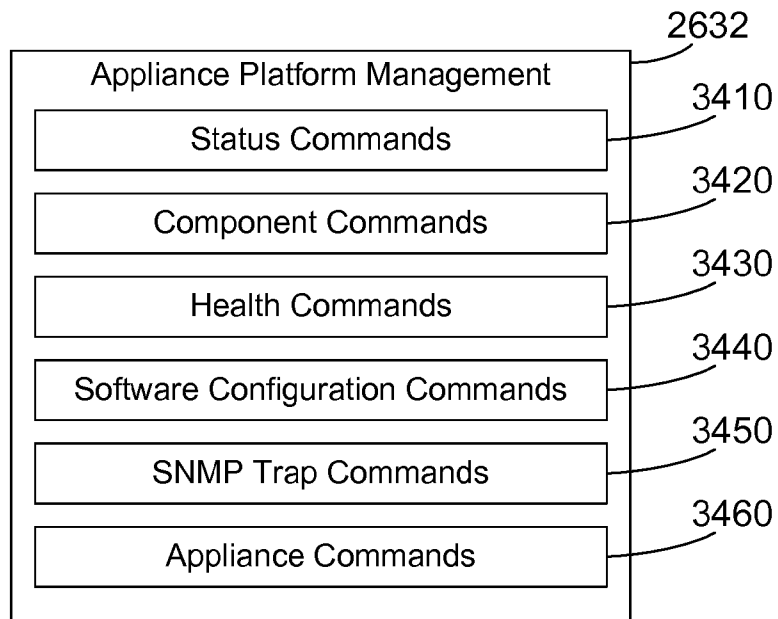 2632
Appliance Platform Management
3410
Status Commands
3420
Component Commands
3430
Health Commands
3440
Software Configuration Commands
3450
SNMP Trap Commands
3460
Appliance Commands